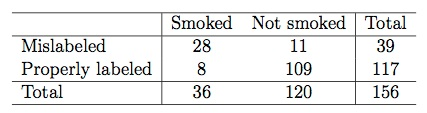 Smoked Not smoked Total
Mislabeled 28 11 39
Properly labeled 8 109 117
Total 36 120 156